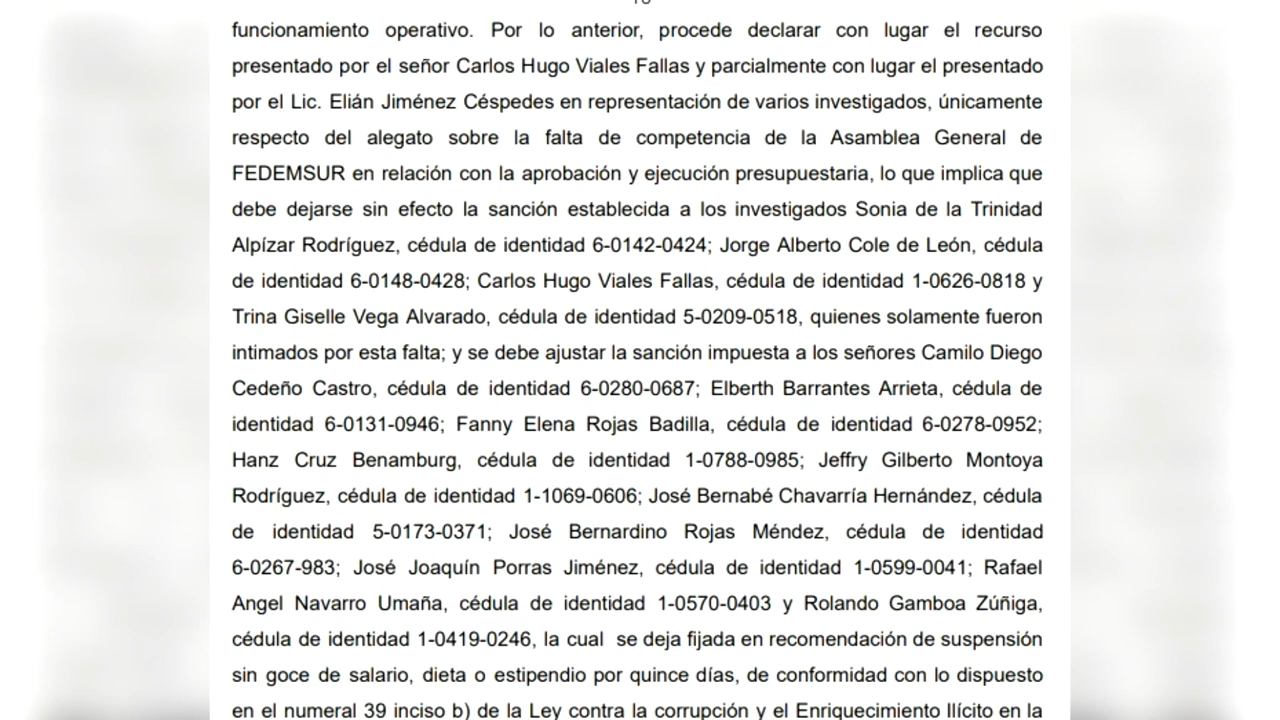 funcionamiento operativo. Por lo anterior, procede declarar con lugar el recurso
presentado por el señor Carlos Hugo Viales Fallas y parcialmente con lugar el presentado
por el Lic. Elián Jiménez Céspedes en representación de varios investigados, únicamente
respecto del alegato sobre la falta de competencia de la Asamblea General de
FEDEMSUR en relación con la aprobación y ejecución presupuestaria, lo que implica que
debe dejarse sin efecto la sanción establecida a los investigados Sonia de la Trinidad
Alpízar Rodríguez, cédula de identidad 6-0142-0424; Jorge Alberto Cole de León, cédula
de identidad 6-0148-0428; Carlos Hugo Viales Fallas, cédula de identidad 1-0626-0818 y
Trina Giselle Vega Alvarado, cédula de identidad 5-0209-0518, quienes solamente fueron
intimados por esta falta; y se debe ajustar la sanción impuesta a los señores Camilo Diego
Cedeño Castro, cédula de identidad 6-0280-0687; Elberth Barrantes Arrieta, cédula de
identidad 6-0131-0946; Fanny Elena Rojas Badilla, cédula de identidad 6-0278-0952;
Hanz Cruz Benamburg, cédula de identidad 1-0788-0985; Jeffry Gilberto Montoya
Rodríguez, cédula de identidad 1-1069-0606; José Bernabé Chavarría Hernández, cédula
de identidad 5-0173-0371; José Bernardino Rojas Méndez, cédula de identidad
6-0267-983; José Joaquín Porras Jiménez, cédula de identidad 1-0599-0041; Rafael
Angel Navarro Umaña, cédula de identidad 1-0570-0403 y Rolando Gamboa Zúñiga,
cédula de identidad 1-0419-0246, la cual se deja fijada en recomendación de suspensión
sin goce de salario, dieta o estipendio por quince días, de conformidad con lo dispuesto
en el numeral 39 inciso b) de la Ley contra la corrupción y el Enriquecimiento Ilícito en la